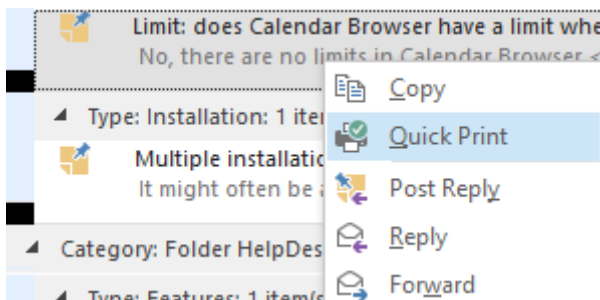 Limit: does Calendar Browser have a limit whe
No, there are no limits in Calendar Browser <
Copy
Type: Installation: 1 iter
Quick Print
Multiple installatio
It might often be a
Post Reply
Reply
Category: Folder HelpDes
Forward
Type: Features: 1 item(s